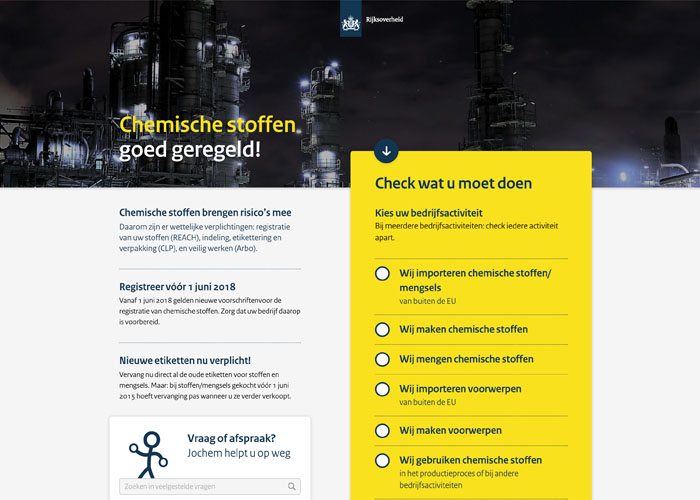 Rijksoverheid
Chemische stoffen
goed geregeld!
Chemische stoffen brengen risico's mee
Daarom zijn er wettelijke verplichtingen: registratie
van uw stoffen (REACH), indeling, etikettering en
verpakking (CLP), en veilig werken (Arbo).
Registreer vóór 1 juni 2018
Vanaf 1 juni 2018 gelden nieuwe voorschriftenvoor de
registratie van chemische stoffen. Zorg dat uw bedrijf daarop
is voorbereid.
Nieuwe etiketten nu verplicht!
Vervang nu direct al de oude etiketten voor stoffen en
mengsels. Maar: bij stoffen/mengsels gekocht vóór 1 juni
2015 hoeft vervanging pas wanneer u ze verder verkoopt.
Vraag of afspraak?
Jochem helpt u op weg
Zoeken in veelgestelde vragen
Check wat u moet doen
Kies uw bedrijfsactiviteit
Bij meerdere bedrijfsactiviteiten: check iedere activiteit
apart.
Wij importeren chemische stoffen/
mengsels
van buiten de EU
Wij maken chemische stoffen
Wij mengen chemische stoffen
Wij importeren voorwerpen
van buiten de EU
Wij maken voorwerpen
Wij gebruiken chemische stoffen
in het productieproces of bij andere
bedrijfsactiviteiten